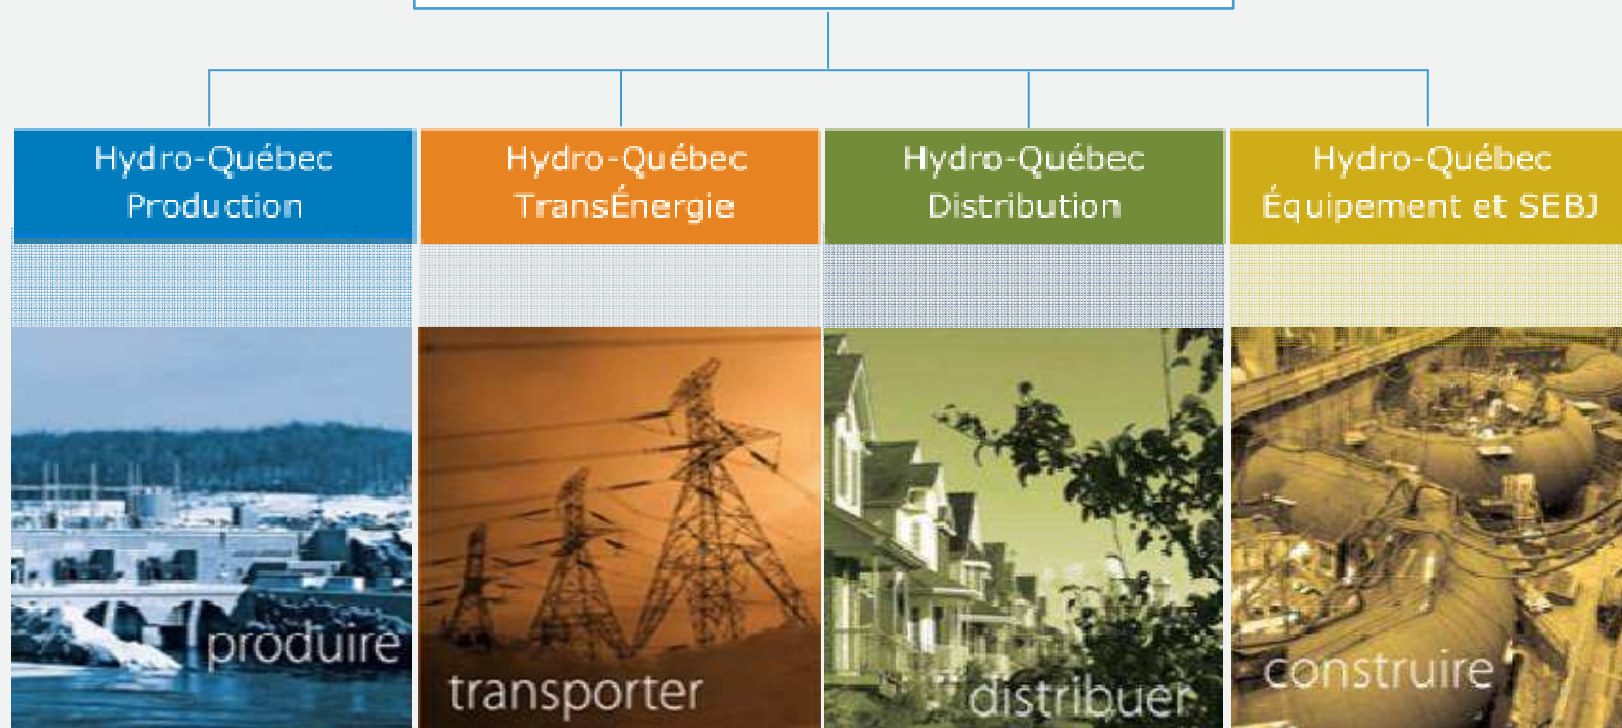 Hydro-Québec
Production
Hydro-Québec
TransÉnergie
Hydro-Québec
Distribution
Hydro-Québec
Équipement et SEBJ
produire
transporter
distribuer
construire